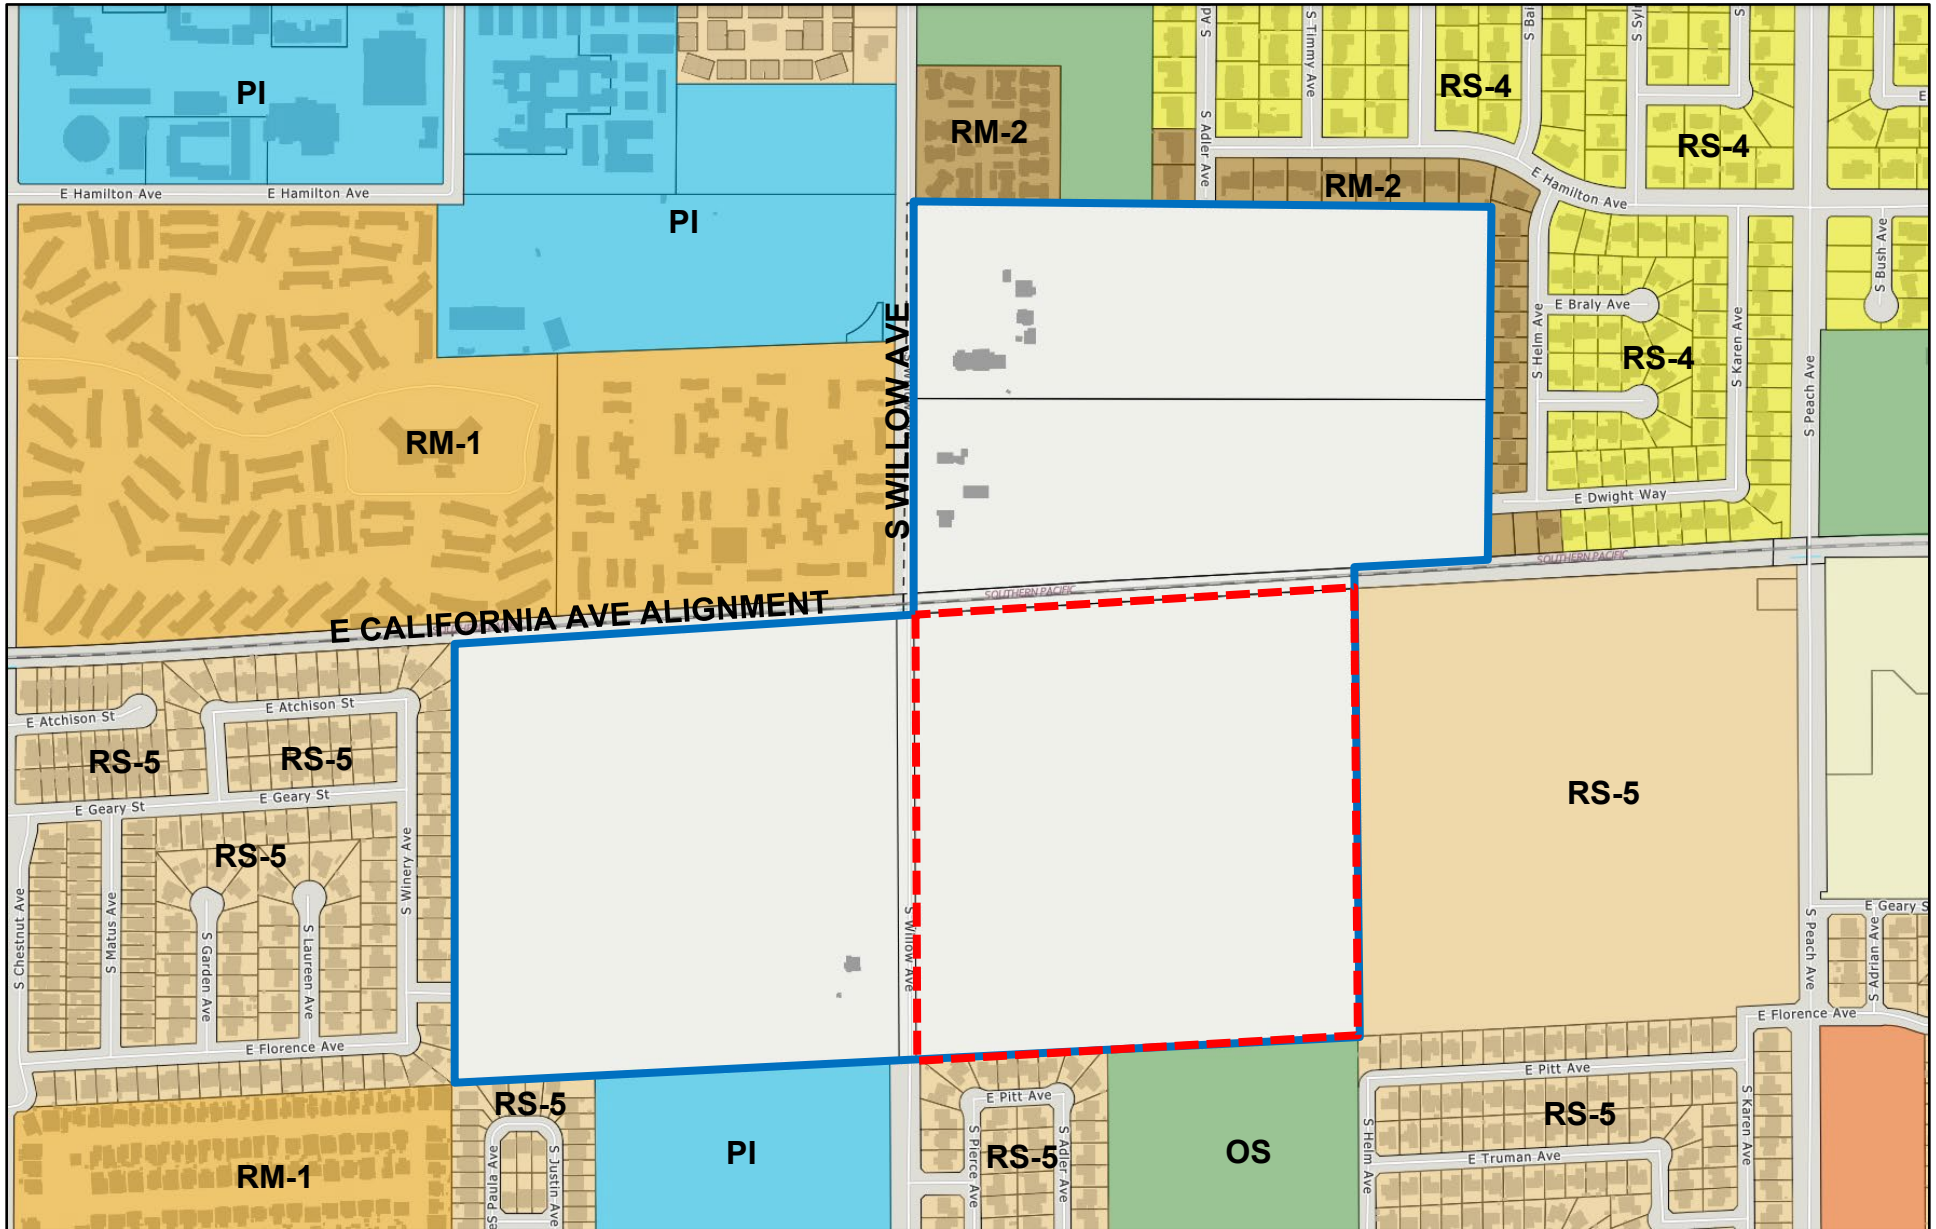 S Ad
S Timmy Ave
S Bai
S Syl
S
PI
RS-4
E
RM-2
S Adler Ave
RS-4
E Hamilton Ave
E Hamilton Ave
RM-2
E Hamilton Ave
PI
S Bush Ave
E Braly Ave
S WILLOW AVE
S Helm Ave
S Karen Ave
RS-4
S Peach Ave
RM-1
E Dwight Way
SOUTHERN PACIFIC
SOUTHERN PACIFIC
E CALIFORNIA AVE ALIGNMENT
E Atchison St
E Atchison St
RS-5
RS-5
RS-5
E Geary St
E Geary St
RS-5
S Winery Ave
S Chestnut Ave
S Matus Ave
S Garden Ave
S Laureen Ave
S Willow Ave
E Geary S
S Peach Ave
S Adrian Ave
E Florence Ave
E Florence Ave
E Pitt Ave
E Pitt Ave
RS-5
RS-5
S Karen Ave
PI
RS-5
OS
S Helm Ave
E Truman Ave
S Pierce Ave
S Adler Ave
S Paula Ave
S Justin Ave
RM-1